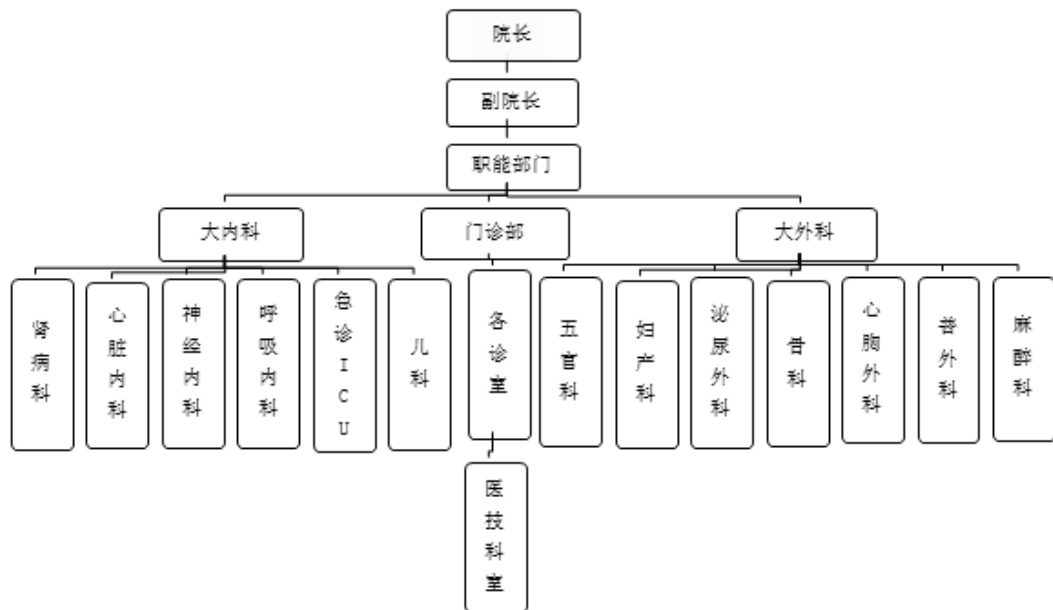 院长
副院长
职能部门
大内科
门诊部
大外科
肾病科
心脏内科
神经内科
呼吸内科
急诊ICU
儿科
各诊室
五官科
妇产科
泌尿外科
骨科
心胸外科
普外科
麻醉科
医技科室